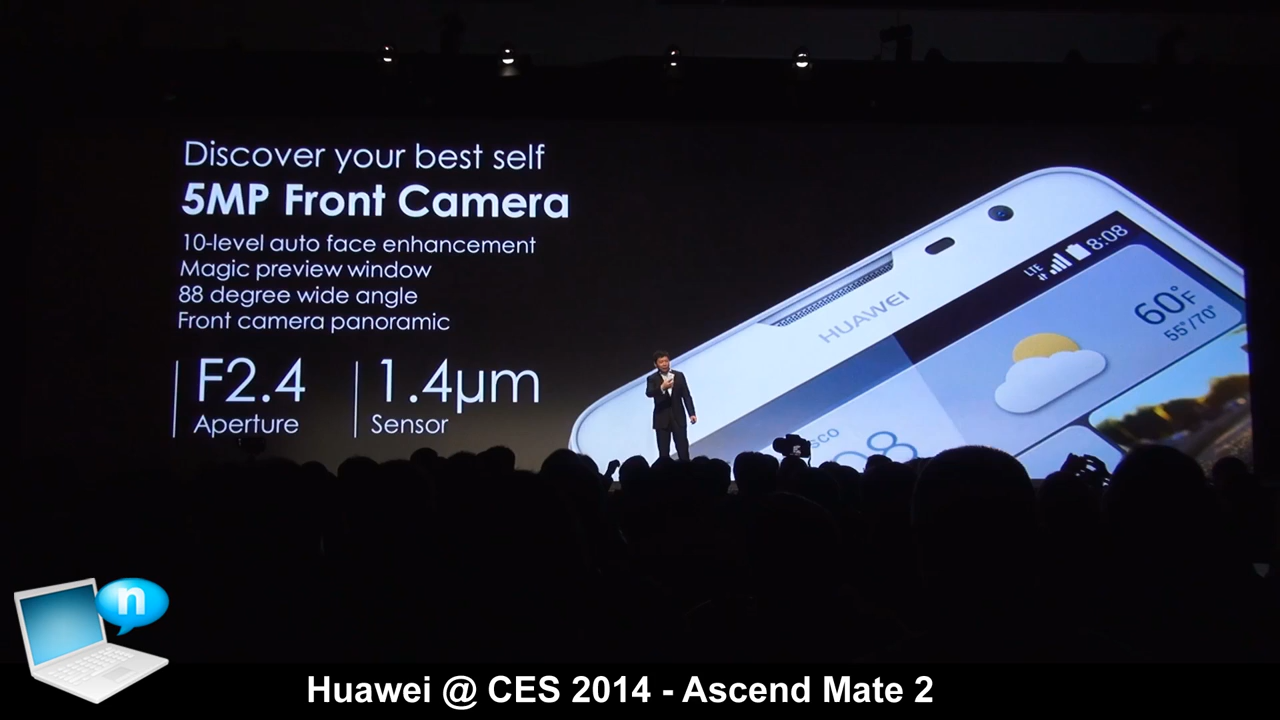 Discover your best self
5MP Front Camera
10-level auto face enhancement
Magic preview window
88 degree wide angle
Front camera panoramic
F2.4
Aperture
1.4μm
Sensor
HUAWEI
LTE
8:08
60°F
55°/70°
n
Huawei @ CES 2014 - Ascend Mate 2